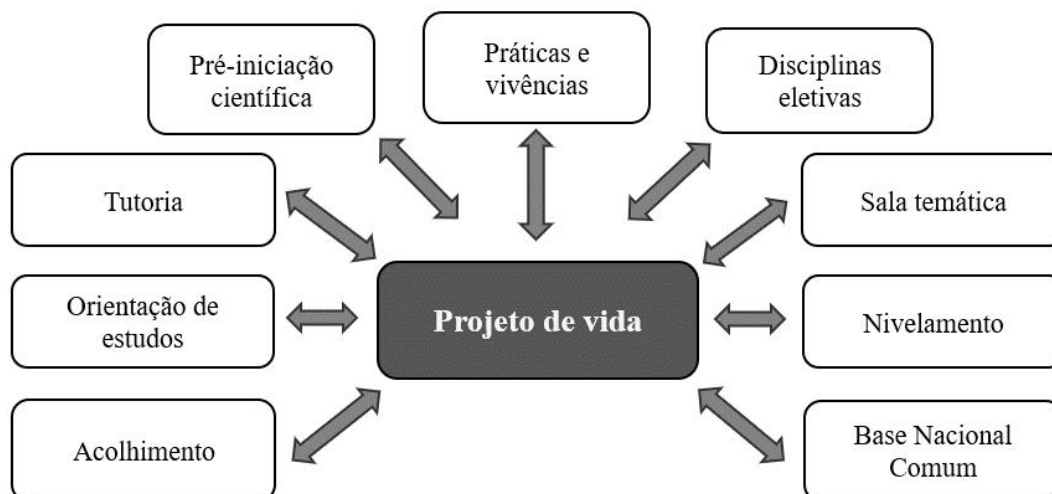 Pré-iniciação
científica
Práticas e
vivências
Disciplinas
eletivas
Tutoria
Sala temática
Orientação de
estudos
Projeto de vida
Nivelamento
Acolhimento
Base Nacional
Comum